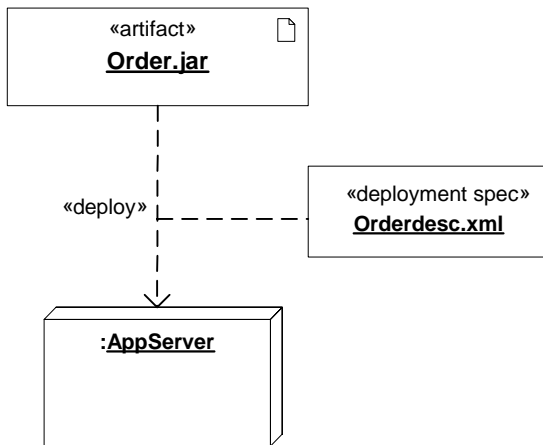 «artifact»
Order.jar
«deploy»
«deployment spec»
Orderdesc.xml
:AppServer